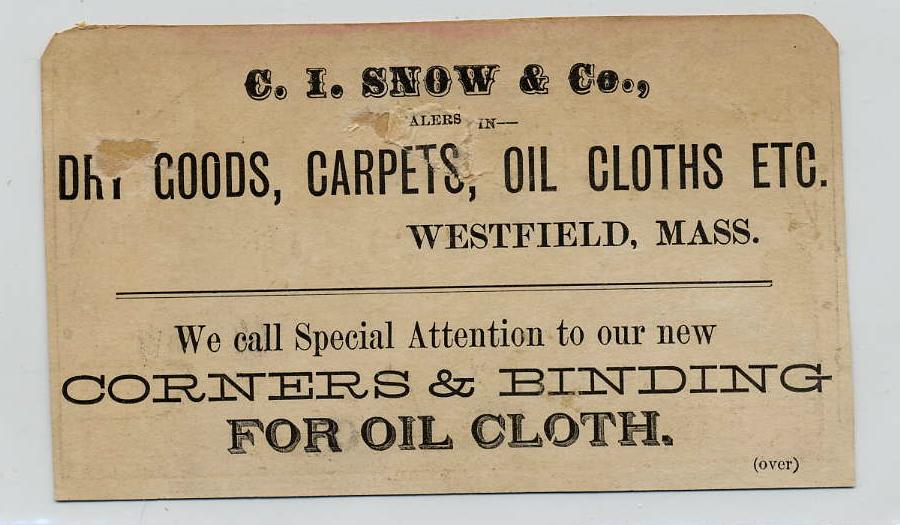 C. I. SNOW & Co.,
ALERS IN—
DRY GOODS, CARPETS, OIL CLOTHS ETC.
WESTFIELD, MASS.
We call Special Attention to our new
CORNERS & BINDING
FOR OIL CLOTH.
(over)